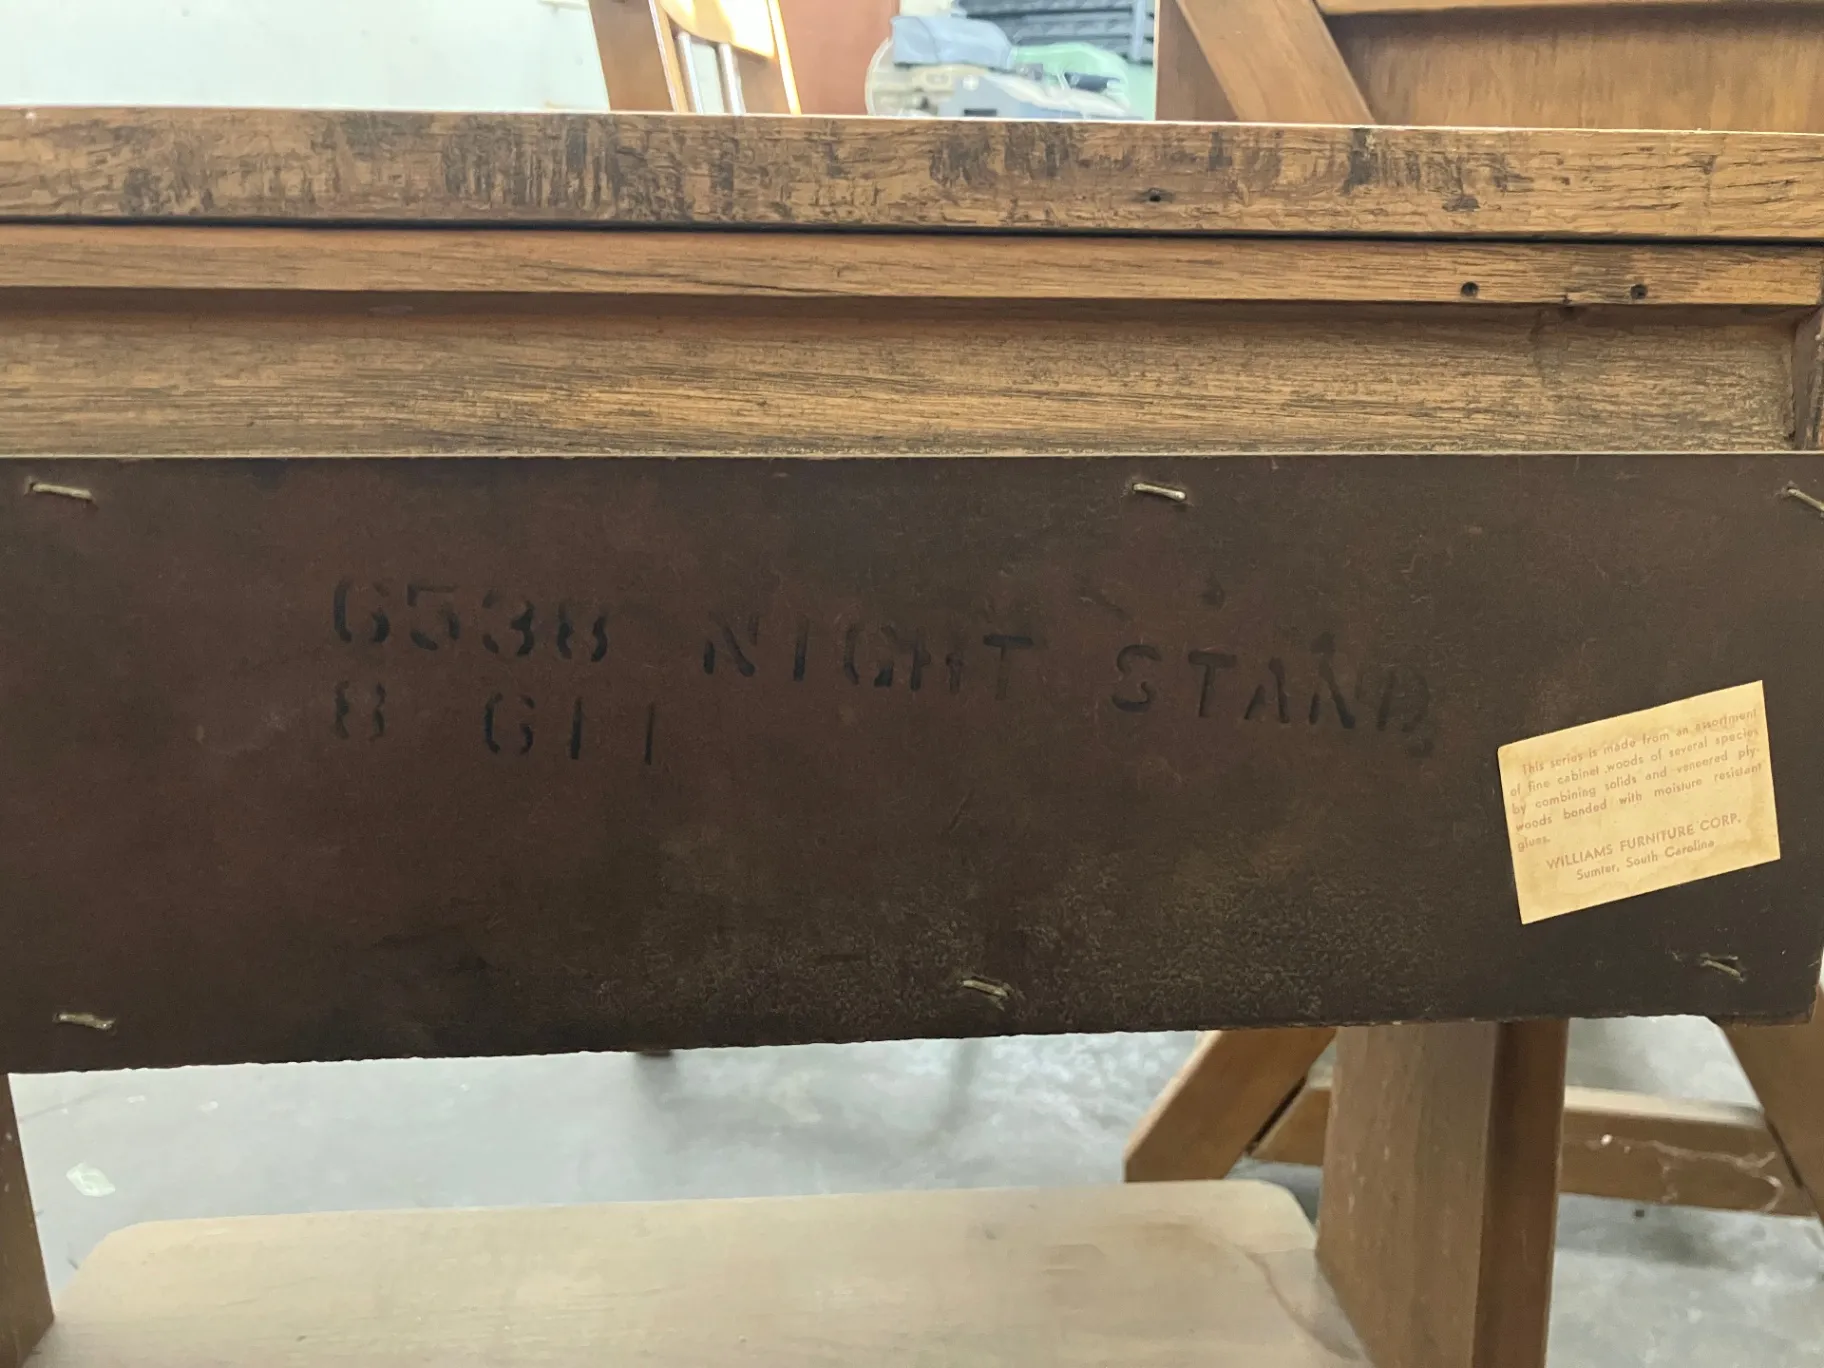 6538 NIGHT STAND
8 G11
This series is made from an assortment
of fine cabinet woods of several species
by combining solids and veneered ply-
woods bonded with moisture resistant
glues.
WILLIAMS FURNITURE CORP.
Sumter, South Carolina